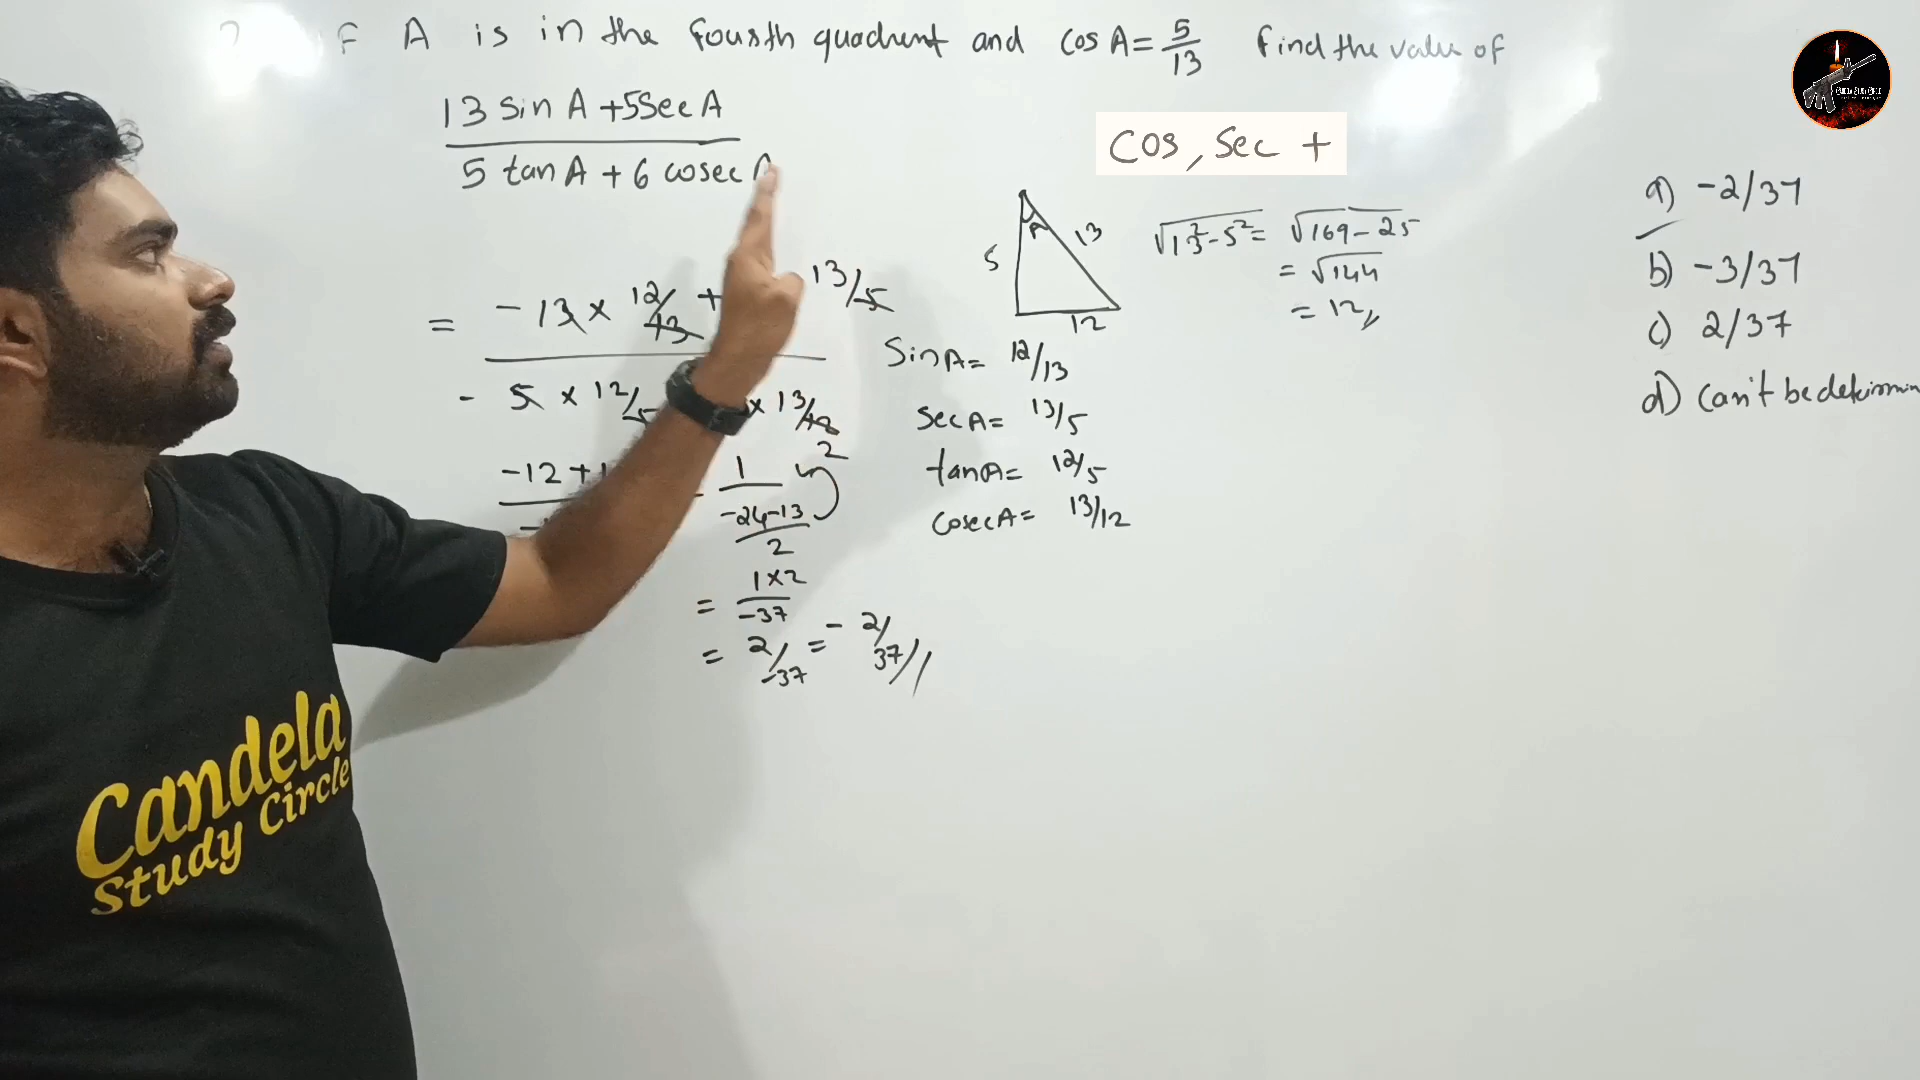 A is in the fourth quadrent and cos A = 5/13 find the value of
13 sin A + 5 sec A
5 tan A + 6 cosec A
cos, sec +
a) -2/37
b) -3/37
c) 2/37
d) can't be
5 A 13 12
√13²-5² = √169-25
= √144
= 12
= -13 × 12/13 + 13/5
- 5 × 12/5 × 13/12
2
sin A = 12/13
sec A = 13/5
tan A = 12/5
cosec A = 13/12
-12 +
1
-24-13
2
= 1×2
-37
= 2/-37 = -2/37
Candela
Study Circle